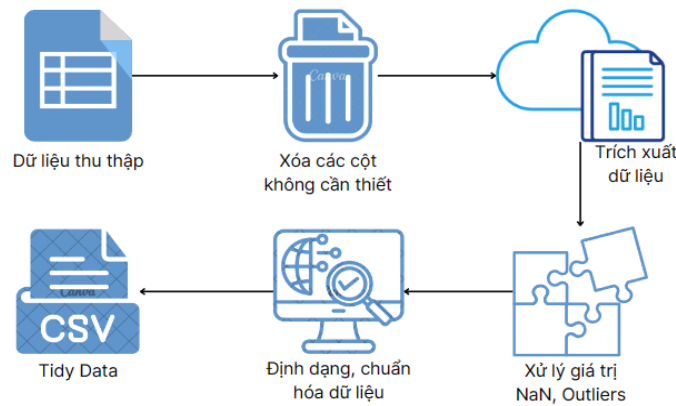 Canva
Dữ liệu thu thập
Xóa các cột
không cần thiết
Trích xuất
dữ liệu
Canva
CSV
Tidy Data
Định dạng, chuẩn
hóa dữ liệu
Xử lý giá trị
NaN, Outliers